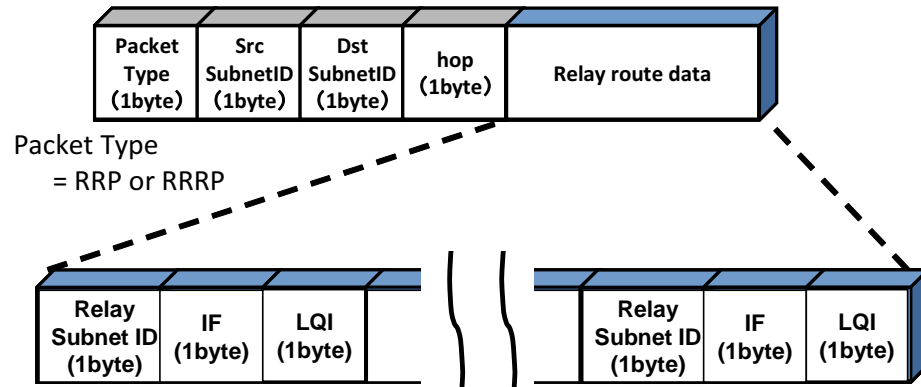 Packet
Type
（1byte）
Src
SubnetID
（1byte）
Dst
SubnetID
（1byte）
hop
（1byte）
Relay route data
Packet Type
= RRP or RRRP
Relay
Subnet ID
(1byte)
IF
(1byte)
LQI
(1byte)
Relay
Subnet ID
(1byte)
IF
(1byte)
LQI
(1byte)